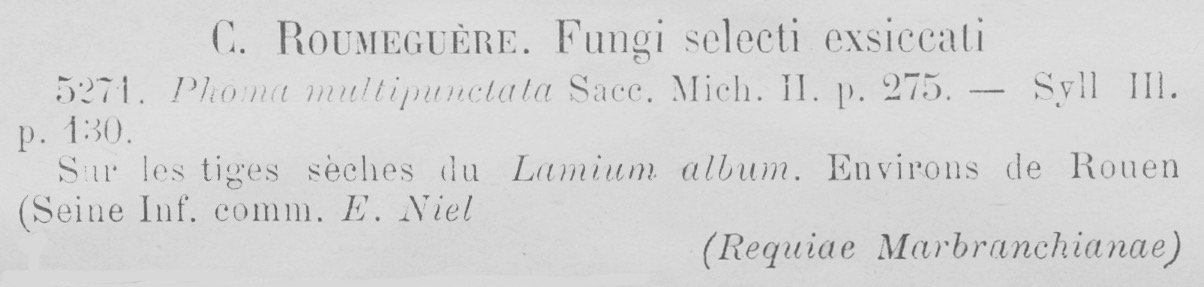 C. ROUMEGUÈRE. Fungi selecti exsiccati
5271. Phoma multipunctata Sacc. Mich. II. p. 275. — Syll III.
p. 130.
Sur les tiges sèches du Lamium album. Environs de Rouen
(Seine Inf. comm. E. Niel
(Requiae Marbranchianae)